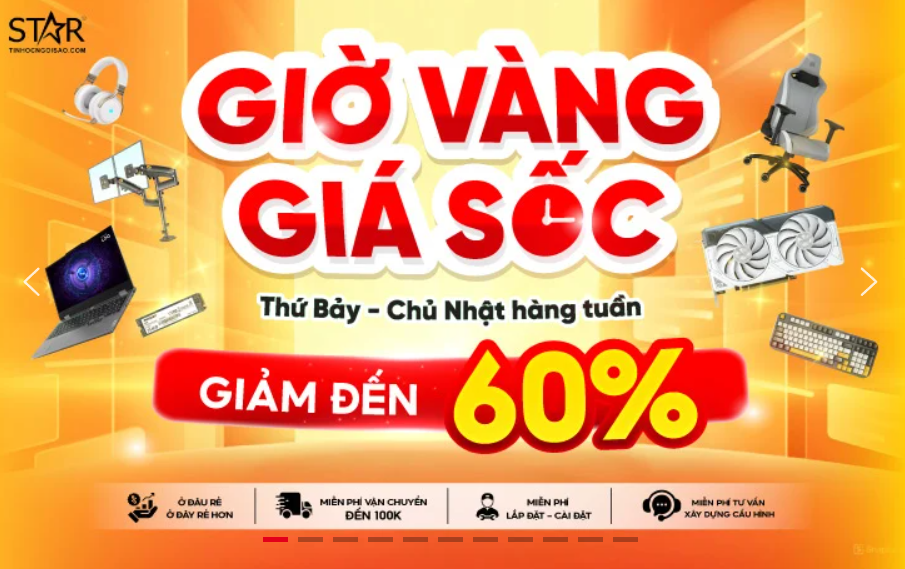 STAR
TINHOCNGOISAO.COM
GIỜ VÀNG
GIÁ SỐC
Thứ Bảy - Chủ Nhật hàng tuần
GIẢM ĐẾN 60%
Ở ĐÂU RẺ
Ở ĐÂY RẺ HƠN
MIỄN PHÍ VẬN CHUYỂN
ĐẾN 100K
MIỄN PHÍ
LẮP ĐẶT - CÀI ĐẶT
MIỄN PHÍ TƯ VẤN
XÂY DỰNG CẤU HÌNH